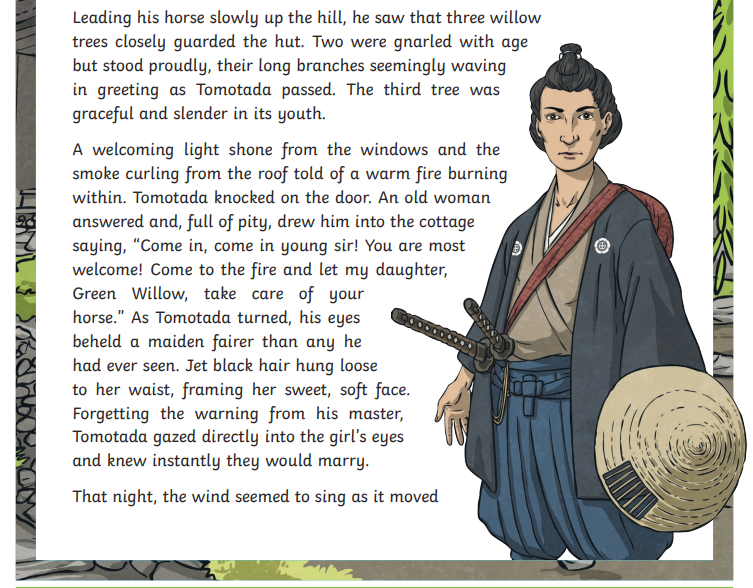 Leading his horse slowly up the hill, he saw that three willow
trees closely guarded the hut. Two were gnarled with age
but stood proudly, their long branches seemingly waving
in greeting as Tomotada passed. The third tree was
graceful and slender in its youth.
A welcoming light shone from the windows and the
smoke curling from the roof told of a warm fire burning
within. Tomotada knocked on the door. An old woman
answered and, full of pity, drew him into the cottage
saying, “Come in, come in young sir! You are most
welcome! Come to the fire and let my daughter,
Green Willow, take care of your
horse.” As Tomotada turned, his eyes
beheld a maiden fairer than any he
had ever seen. Jet black hair hung loose
to her waist, framing her sweet, soft face.
Forgetting the warning from his master,
Tomotada gazed directly into the girl’s eyes
and knew instantly they would marry.
That night, the wind seemed to sing as it moved